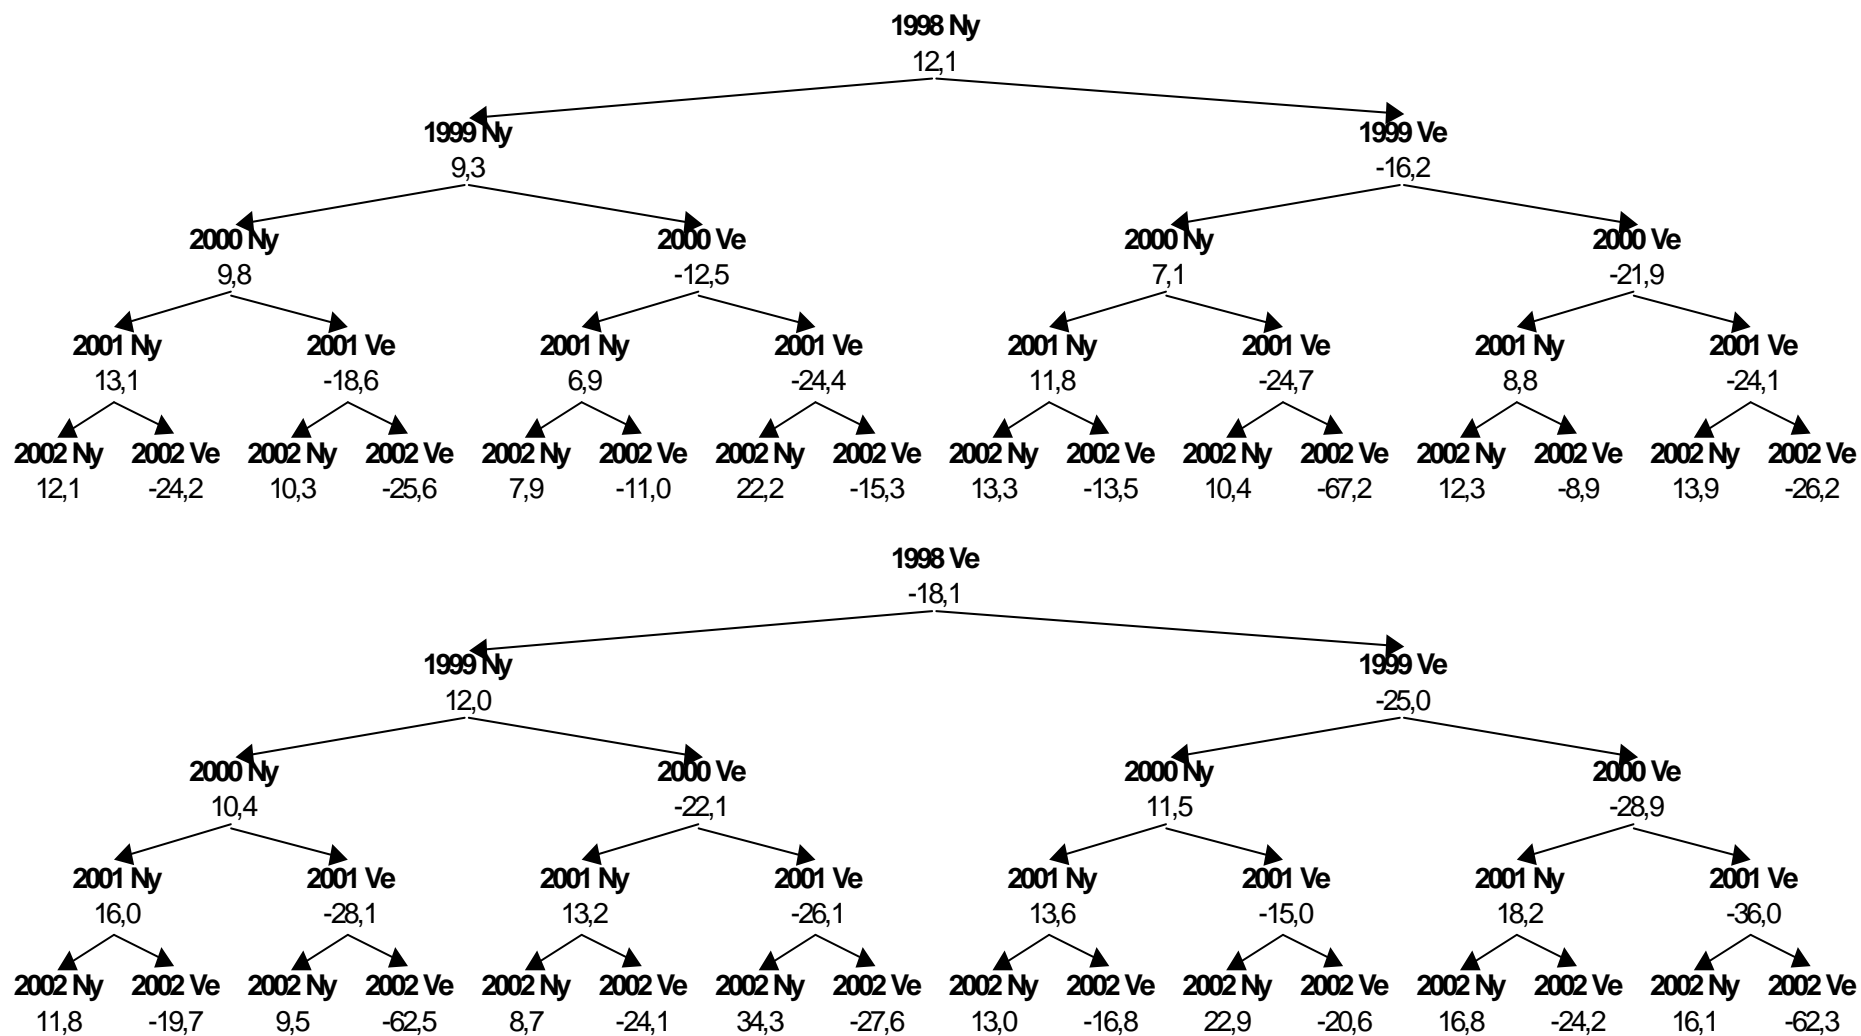 1998 Ny
12,1
1999 Ny 1999 Ve
9,3 -16,2
2000 Ny 2000 Ve 2000 Ny 2000 Ve
9,8 -12,5 7,1 -21,9
2001 Ny 2001 Ve 2001 Ny 2001 Ve 2001 Ny 2001 Ve 2001 Ny 2001 Ve
13,1 -18,6 6,9 -24,4 11,8 -24,7 8,8 -24,1
2002 Ny 2002 Ve 2002 Ny 2002 Ve 2002 Ny 2002 Ve 2002 Ny 2002 Ve 2002 Ny 2002 Ve 2002 Ny 2002 Ve 2002 Ny 2002 Ve 2002 Ny 2002 Ve
12,1 -24,2 10,3 -25,6 7,9 -11,0 22,2 -15,3 13,3 -13,5 10,4 -67,2 12,3 -8,9 13,9 -26,2
1998 Ve
-18,1
1999 Ny 1999 Ve
12,0 -25,0
2000 Ny 2000 Ve 2000 Ny 2000 Ve
10,4 -22,1 11,5 -28,9
2001 Ny 2001 Ve 2001 Ny 2001 Ve 2001 Ny 2001 Ve 2001 Ny 2001 Ve
16,0 -28,1 13,2 -26,1 13,6 -15,0 18,2 -36,0
2002 Ny 2002 Ve 2002 Ny 2002 Ve 2002 Ny 2002 Ve 2002 Ny 2002 Ve 2002 Ny 2002 Ve 2002 Ny 2002 Ve 2002 Ny 2002 Ve 2002 Ny 2002 Ve
11,8 -19,7 9,5 -62,5 8,7 -24,1 34,3 -27,6 13,0 -16,8 22,9 -20,6 16,8 -24,2 16,1 -62,3